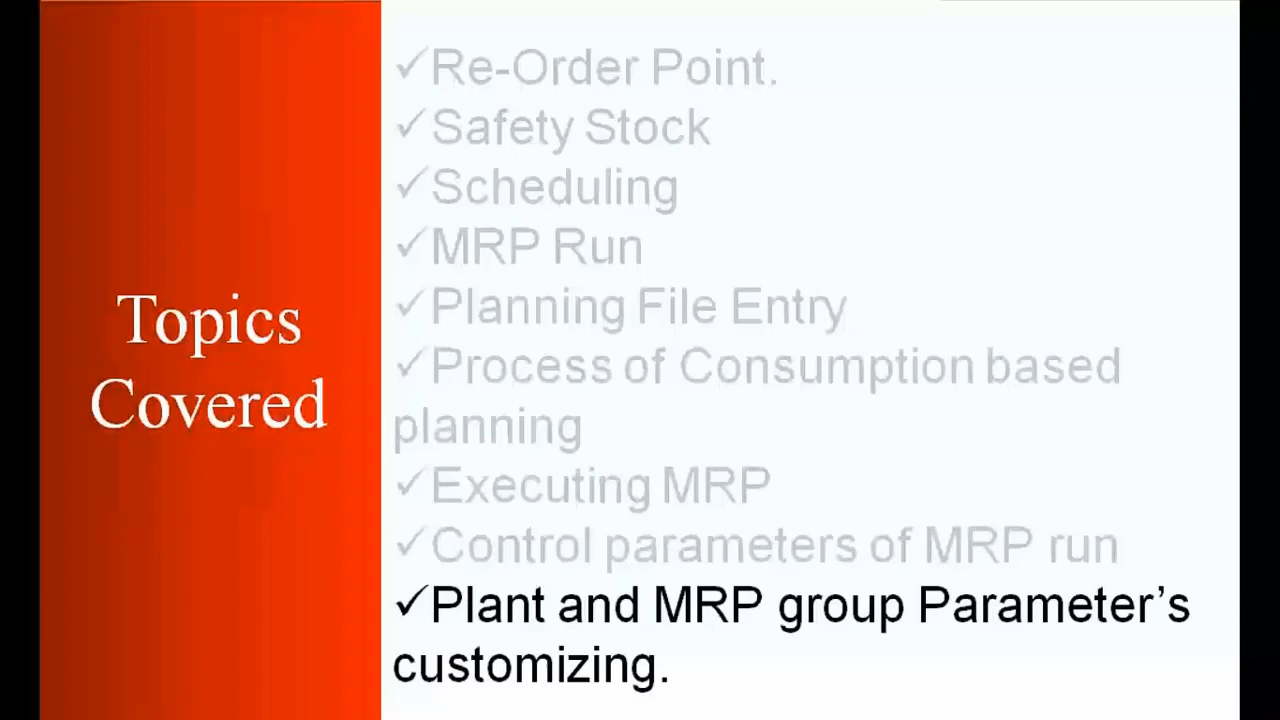 Topics
Covered
✓Re-Order Point.
✓Safety Stock
✓Scheduling
✓MRP Run
✓Planning File Entry
✓Process of Consumption based
planning
✓Executing MRP
✓Control parameters of MRP run
✓Plant and MRP group Parameter’s
customizing.